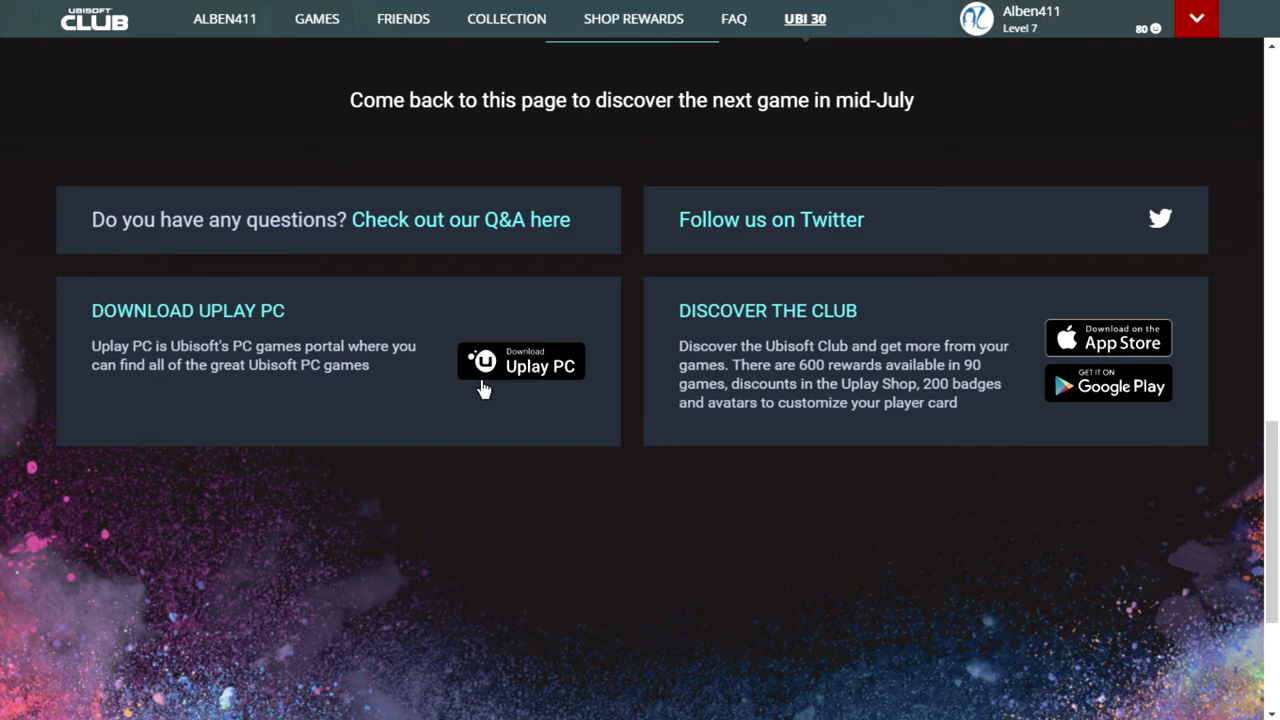 UBISOFT
CLUB
ALBEN411 GAMES FRIENDS COLLECTION SHOP REWARDS FAQ UBI 30
Alben411
Level 7
80
Come back to this page to discover the next game in mid-July
Do you have any questions? Check out our Q&A here
Follow us on Twitter
DOWNLOAD UPLAY PC
Uplay PC is Ubisoft's PC games portal where you
can find all of the great Ubisoft PC games
Download
Uplay PC
DISCOVER THE CLUB
Discover the Ubisoft Club and get more from your
games. There are 600 rewards available in 90
games, discounts in the Uplay Shop, 200 badges
and avatars to customize your player card
Download on the
App Store
GET IT ON
Google Play